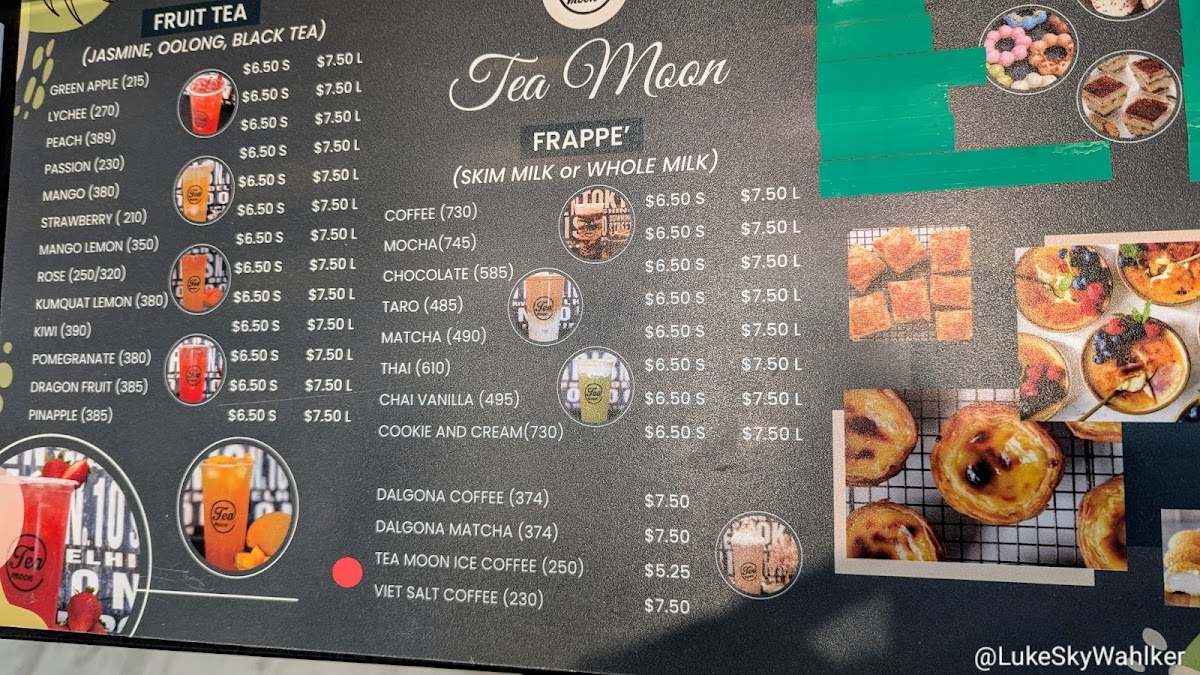 FRUIT TEA
(JASMINE, OOLONG, BLACK TEA)
GREEN APPLE (215) $6.50 S $7.50 L
LYCHEE (270) $6.50 S $7.50 L
PEACH (389) $6.50 S $7.50 L
PASSION (230) $6.50 S $7.50 L
MANGO (380) $6.50 S $7.50 L
STRAWBERRY ( 210) $6.50 S $7.50 L
MANGO LEMON (350) $6.50 S $7.50 L
ROSE (250/320) $6.50 S $7.50 L
KUMQUAT LEMON (380) $6.50 S $7.50 L
KIWI (390) $6.50 S $7.50 L
POMEGRANATE (380) $6.50 S $7.50 L
DRAGON FRUIT (385) $6.50 S $7.50 L
PINAPPLE (385) $6.50 S $7.50 L
Tea Moon
FRAPPE’
(SKIM MILK or WHOLE MILK)
COFFEE (730) $6.50 S $7.50 L
MOCHA(745) $6.50 S $7.50 L
CHOCOLATE (585) $6.50 S $7.50 L
TARO (485) $6.50 S $7.50 L
MATCHA (490) $6.50 S $7.50 L
THAI (610) $6.50 S $7.50 L
CHAI VANILLA (495) $6.50 S $7.50 L
COOKIE AND CREAM(730) $6.50 S $7.50 L
DALGONA COFFEE (374) $7.50
DALGONA MATCHA (374) $7.50
TEA MOON ICE COFFEE (250) $5.25
VIET SALT COFFEE (230) $7.50
Tea moon
Tea moon
@LukeSkyWahlker